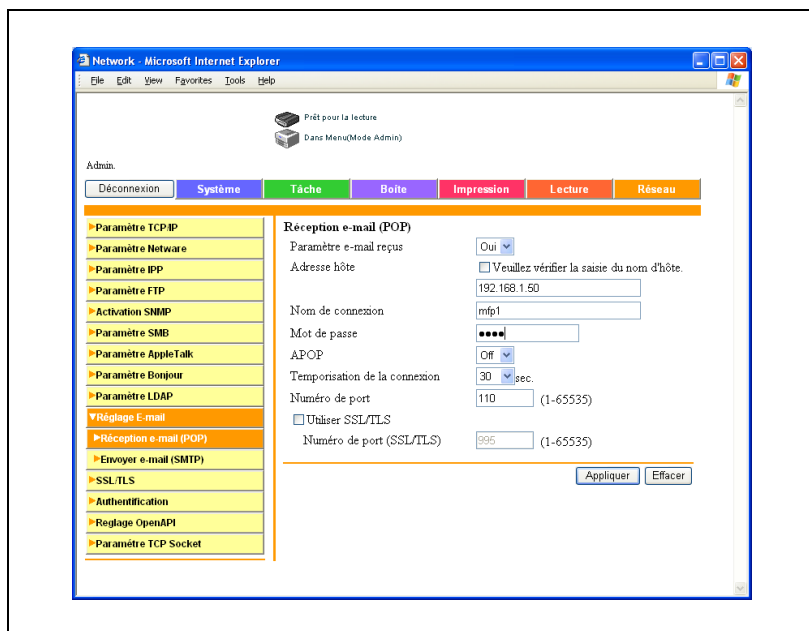 Network - Microsoft Internet Explorer
File Edit View Favorites Tools Help
Prêt pour la lecture
Dans Menu(Mode Admin)
Admin.
Déconnexion Système Tâche Boîte Impression Lecture Réseau
Paramètre TCP/IP
Paramètre Netware
Paramètre IPP
Paramètre FTP
Activation SNMP
Paramètre SMB
Paramètre AppleTalk
Paramètre Bonjour
Paramètre LDAP
Réglage E-mail
Réception e-mail (POP)
Envoyer e-mail (SMTP)
SSL/TLS
Authentification
Reglage OpenAPI
Paramétre TCP Socket
Réception e-mail (POP)
Paramètre e-mail reçus Oui
Adresse hôte Veuillez vérifier la saisie du nom d'hôte.
192.168.1.50
Nom de connexion mfp1
Mot de passe ●●●●
APOP Off
Temporisation de la connexion 30 sec.
Numéro de port 110 (1-65535)
Utiliser SSL/TLS
Numéro de port (SSL/TLS) 995 (1-65535)
Appliquer Effacer